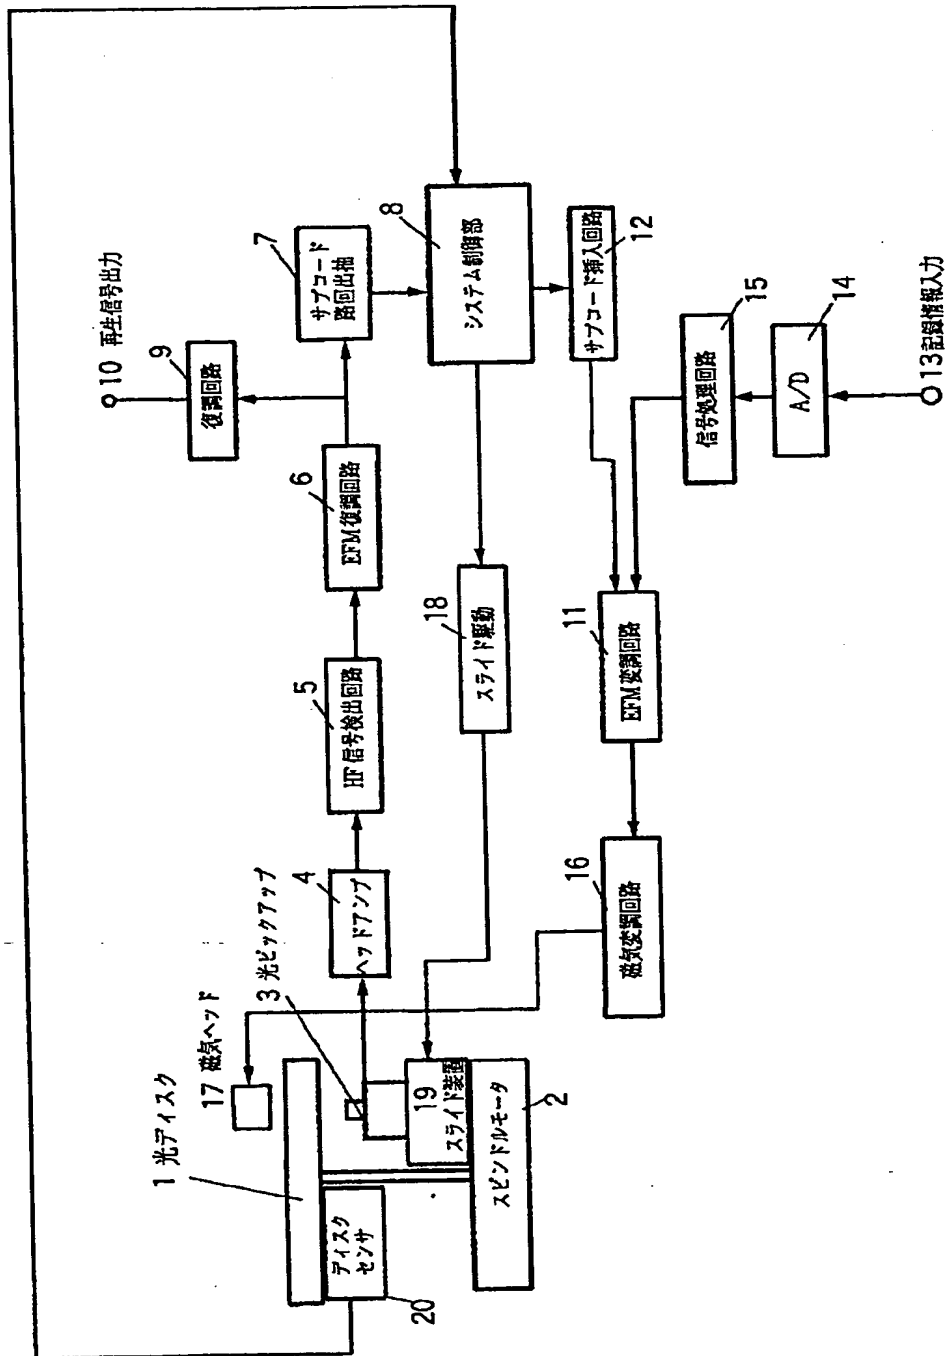 10 再生信号出力
1 光ディスク
17 磁気ヘッド
9
復調回路
3 光ピックアップ
4
ヘッドアンプ
5
HF信号検出回路
6
EFM復調回路
7
サブコード
路回出抽
ディスク
センサ
20
19
スライド装置
18
スライド駆動
8
システム制御部
スピンドルモータ
2
サブコード挿入回路
12
16
磁気変調回路
11
EFM変調回路
信号処理回路
15
A/D
14
13記録情報入力